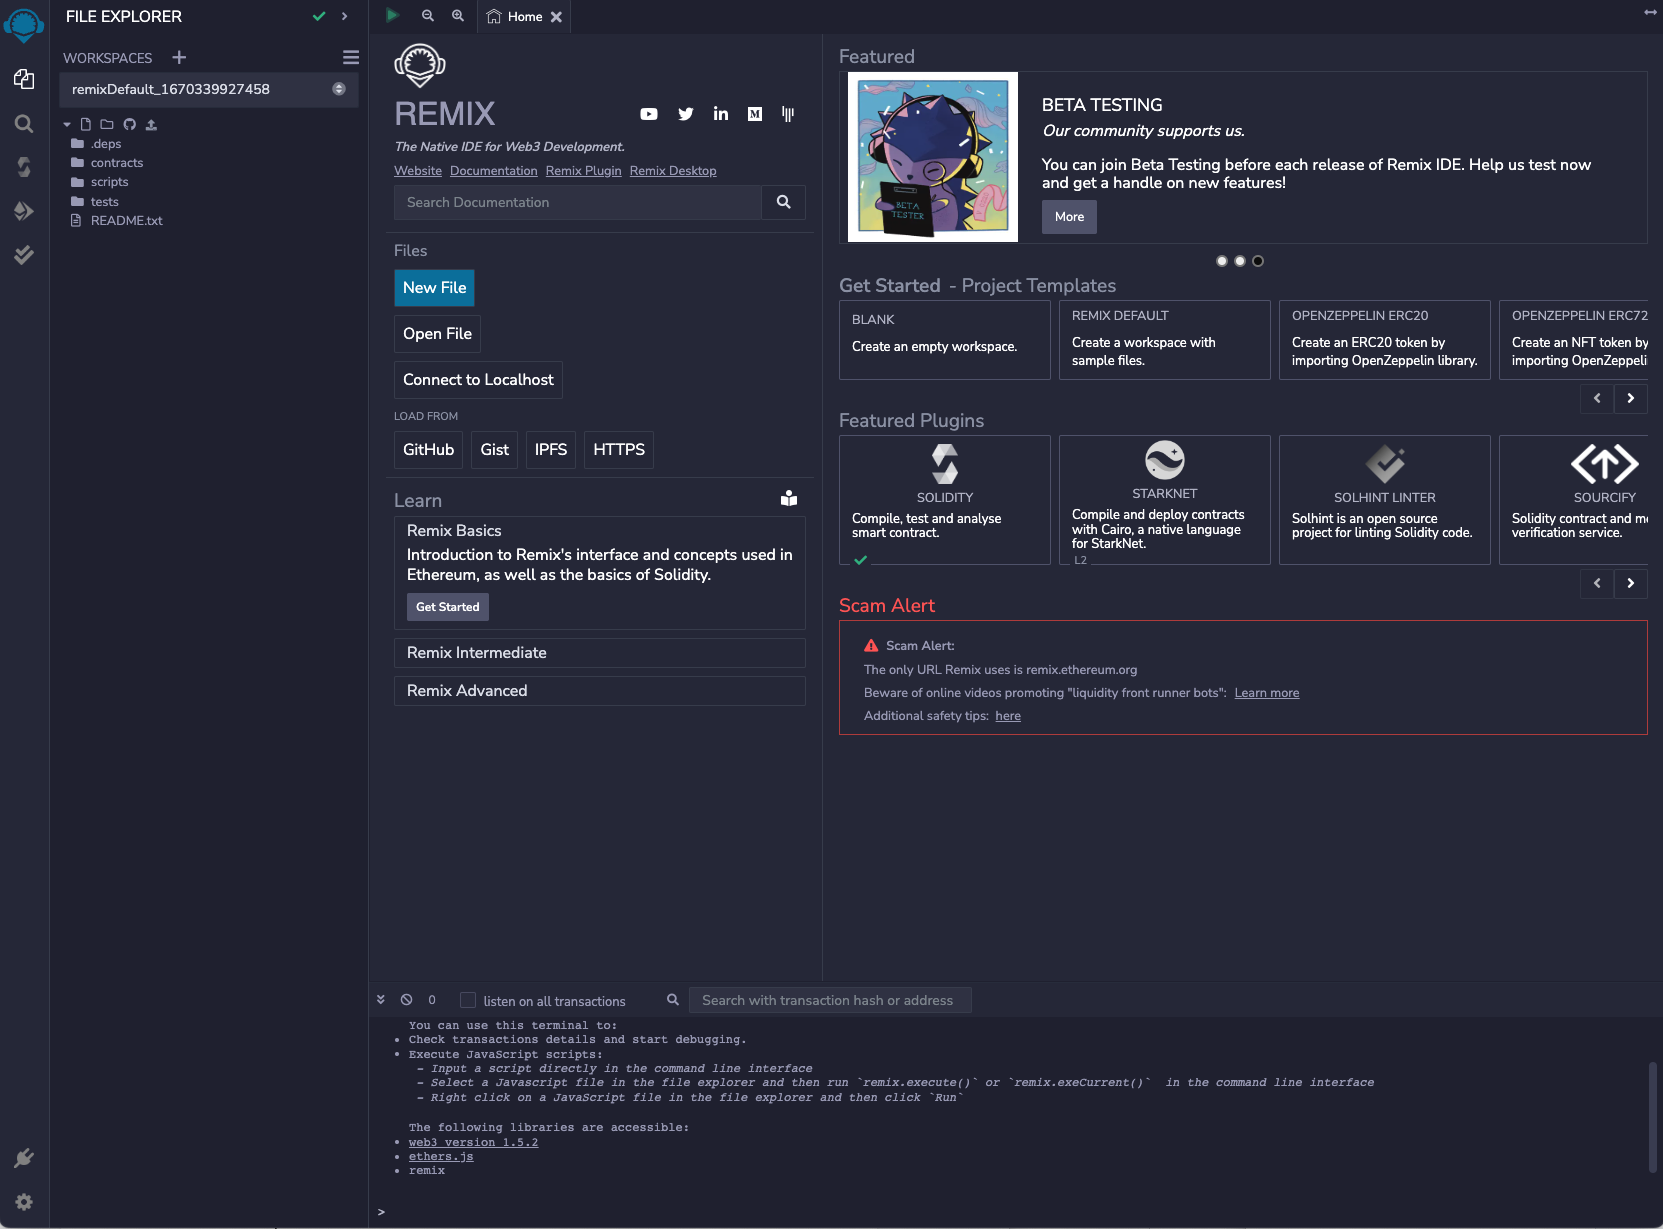 FILE EXPLORER
WORKSPACES
remixDefault_1670339927458
.deps
contracts
scripts
tests
README.txt
Home
REMIX
The Native IDE for Web3 Development.
Website Documentation Remix Plugin Remix Desktop
Search Documentation
Files
New File
Open File
Connect to Localhost
LOAD FROM
GitHub Gist IPFS HTTPS
Learn
Remix Basics
Introduction to Remix's interface and concepts used in
Ethereum, as well as the basics of Solidity.
Get Started
Remix Intermediate
Remix Advanced
Featured
BETA
TESTER
BETA TESTING
Our community supports us.
You can join Beta Testing before each release of Remix IDE. Help us test now
and get a handle on new features!
More
Get Started - Project Templates
BLANK
Create an empty workspace.
REMIX DEFAULT
Create a workspace with
sample files.
OPENZEPPELIN ERC20
Create an ERC20 token by
importing OpenZeppelin library.
OPENZEPPELIN ERC72
Create an NFT token by
importing OpenZeppeli
Featured Plugins
SOLIDITY
Compile, test and analyse
smart contract.
STARKNET
Compile and deploy contracts
with Cairo, a native language
for StarkNet.
L2
SOLHINT LINTER
Solhint is an open source
project for linting Solidity code.
SOURCIFY
Solidity contract and me
verification service.
Scam Alert
Scam Alert:
The only URL Remix uses is remix.ethereum.org
Beware of online videos promoting "liquidity front runner bots": Learn more
Additional safety tips: here
0 listen on all transactions Search with transaction hash or address
You can use this terminal to:
• Check transactions details and start debugging.
• Execute JavaScript scripts:
- Input a script directly in the command line interface
- Select a Javascript file in the file explorer and then run `remix.execute()` or `remix.exeCurrent()` in the command line interface
- Right click on a JavaScript file in the file explorer and then click `Run`
The following libraries are accessible:
• web3 version 1.5.2
• ethers.js
• remix
>